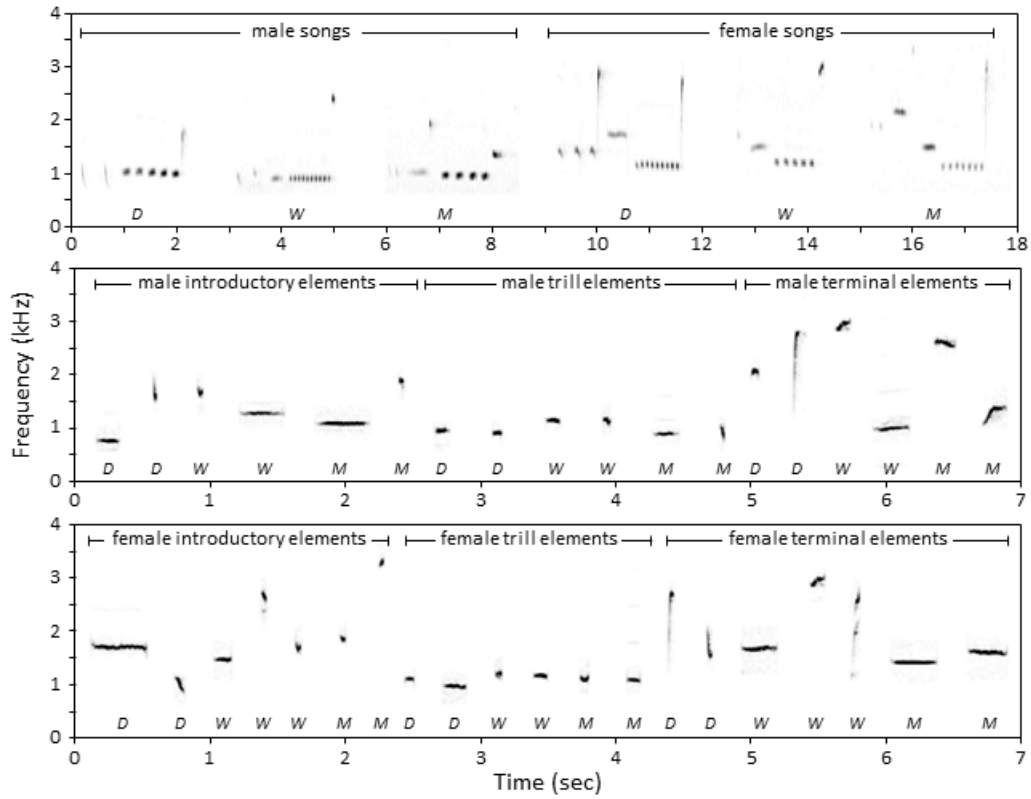 4
3
2
1
0
male songs
female songs
D W M D W M
0 2 4 6 8 10 12 14 16 18
Frequency (kHz)
4
3
2
1
0
male introductory elements
male trill elements
male terminal elements
D D W W M M D D W W M M D D W W M M
0 1 2 3 4 5 6 7
4
3
2
1
0
female introductory elements
female trill elements
female terminal elements
D D W W W M M D D W W M M D D W W W M M
0 1 2 3 4 5 6 7
Time (sec)